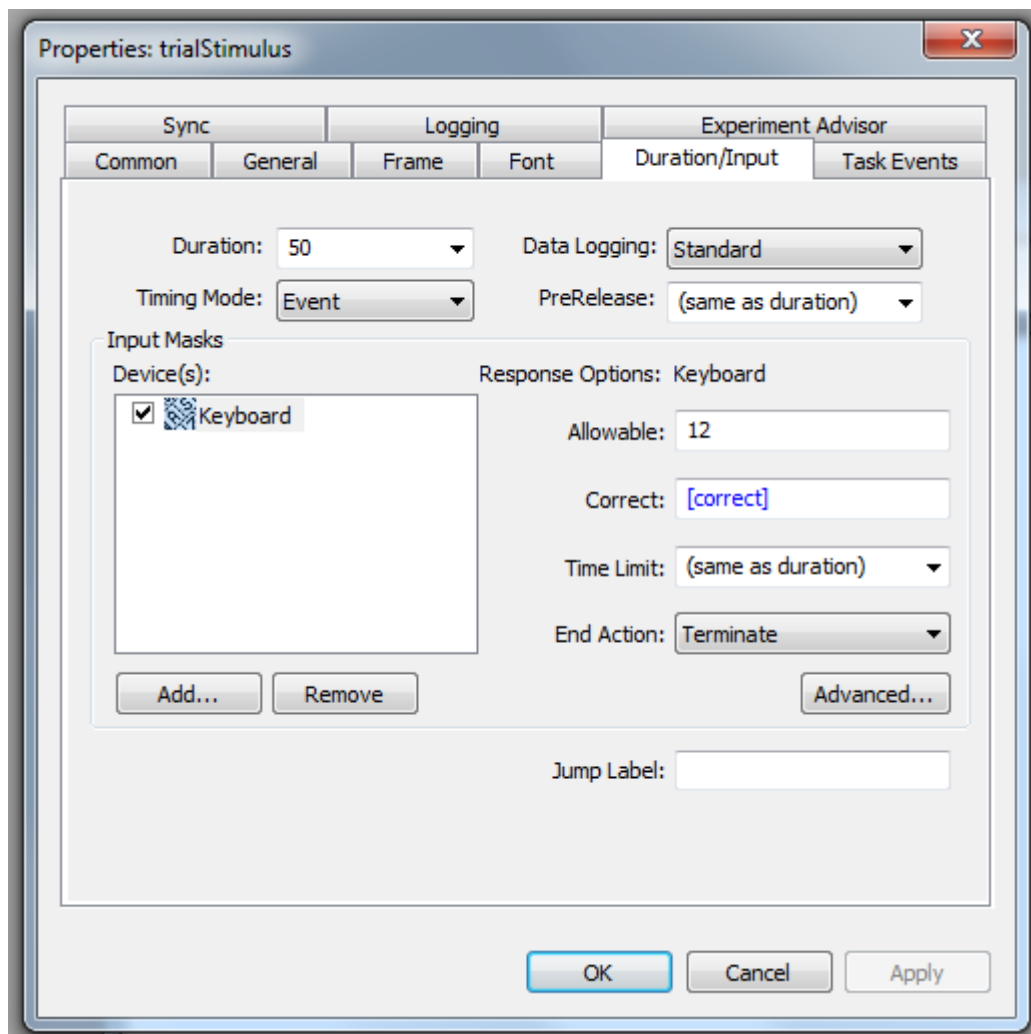 Properties: trialStimulus
Sync Logging Experiment Advisor
Common General Frame Font Duration/Input Task Events
Duration: 50 Data Logging: Standard
Timing Mode: Event PreRelease: (same as duration)
Input Masks
Device(s): Response Options: Keyboard
Keyboard
Allowable: 12
Correct: [correct]
Time Limit: (same as duration)
End Action: Terminate
Add... Remove Advanced...
Jump Label:
OK Cancel Apply